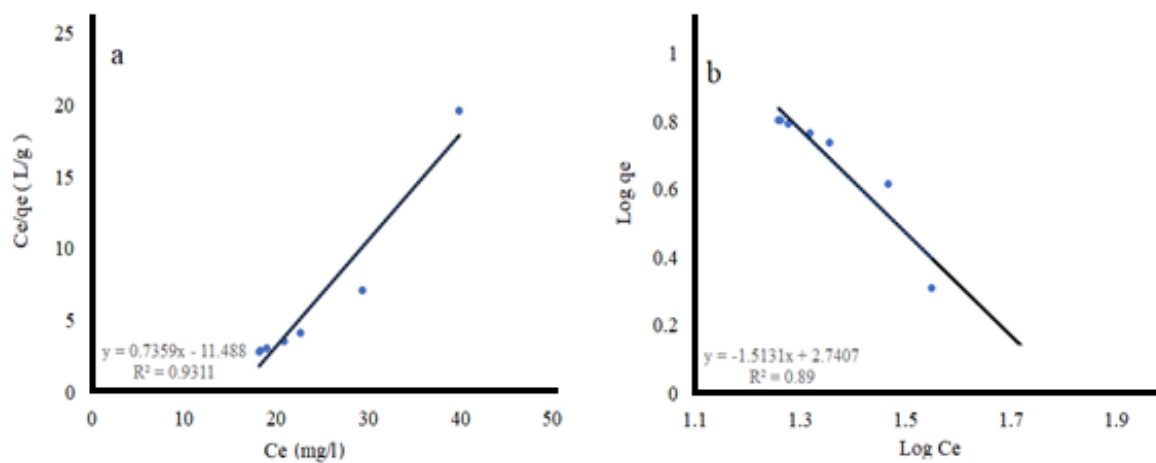 a
25
20
15
10
5
0
Ce/qe ( L/g )
y = 0.7359x - 11.488
R² = 0.9311
0 10 20 30 40 50
Ce (mg/l)
b
1
0.8
0.6
0.4
0.2
0
Log qe
y = -1.5131x + 2.7407
R² = 0.89
1.1 1.3 1.5 1.7 1.9
Log Ce